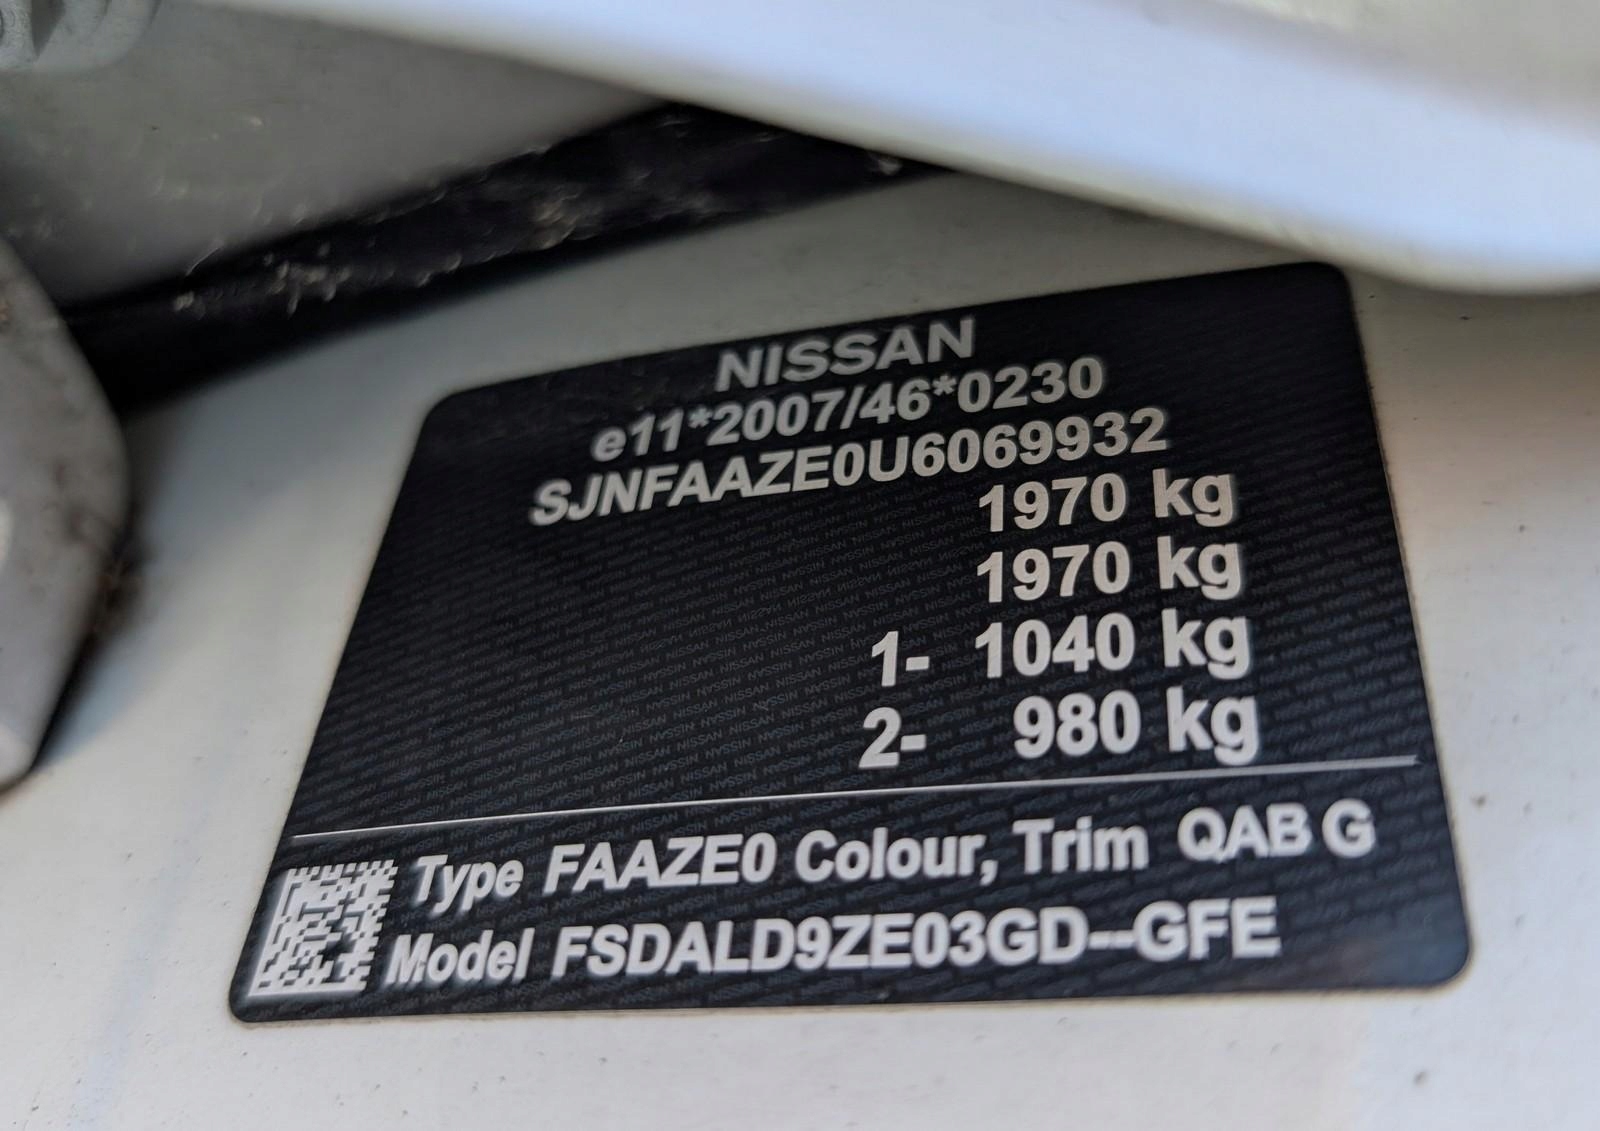 NISSAN
e11*2007/46*0230
SJNFAAZE0U6069932
1970 kg
1970 kg
1- 1040 kg
2- 980 kg
Type FAAZE0 Colour, Trim QAB G
Model FSDALD9ZE03GD--GFE